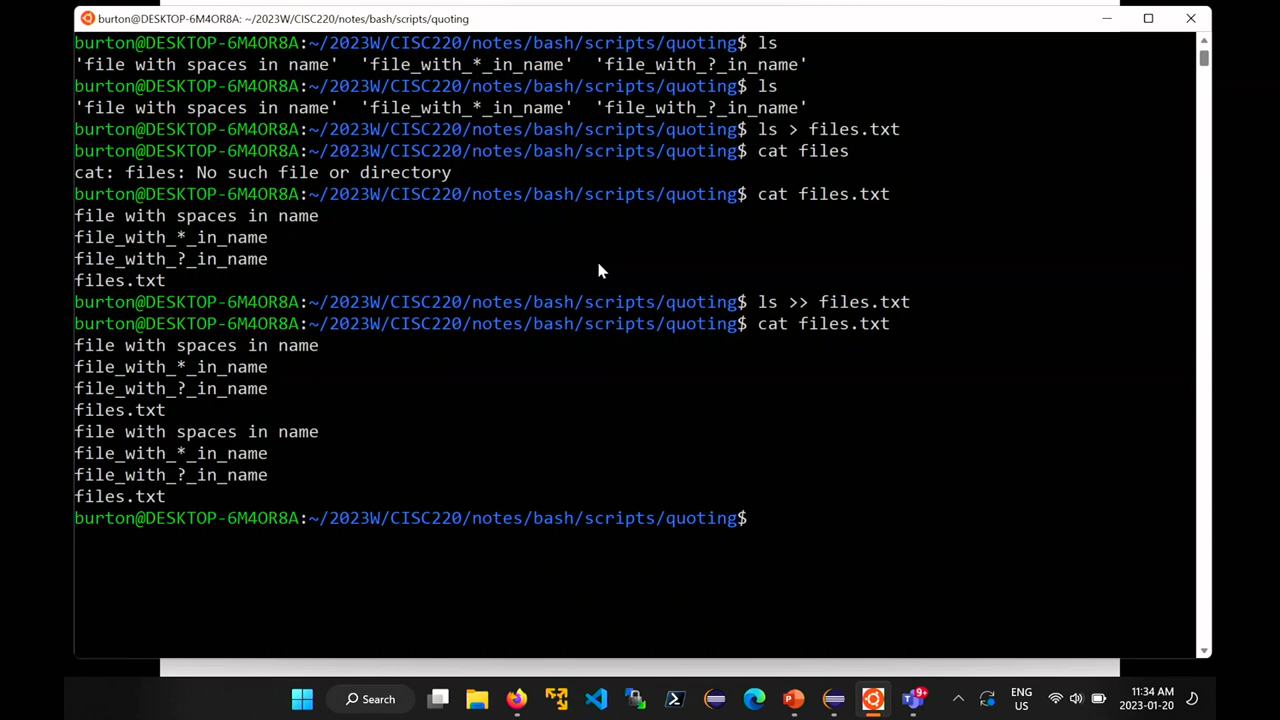 burton@DESKTOP-6M4OR8A: ~/2023W/CISC220/notes/bash/scripts/quoting
burton@DESKTOP-6M4OR8A:~/2023W/CISC220/notes/bash/scripts/quoting$ ls
'file with spaces in name'  'file_with_*_in_name'  'file_with_?_in_name'
burton@DESKTOP-6M4OR8A:~/2023W/CISC220/notes/bash/scripts/quoting$ ls
'file with spaces in name'  'file_with_*_in_name'  'file_with_?_in_name'
burton@DESKTOP-6M4OR8A:~/2023W/CISC220/notes/bash/scripts/quoting$ ls > files.txt
burton@DESKTOP-6M4OR8A:~/2023W/CISC220/notes/bash/scripts/quoting$ cat files
cat: files: No such file or directory
burton@DESKTOP-6M4OR8A:~/2023W/CISC220/notes/bash/scripts/quoting$ cat files.txt
file with spaces in name
file_with_*_in_name
file_with_?_in_name
files.txt
burton@DESKTOP-6M4OR8A:~/2023W/CISC220/notes/bash/scripts/quoting$ ls >> files.txt
burton@DESKTOP-6M4OR8A:~/2023W/CISC220/notes/bash/scripts/quoting$ cat files.txt
file with spaces in name
file_with_*_in_name
file_with_?_in_name
files.txt
file with spaces in name
file_with_*_in_name
file_with_?_in_name
files.txt
burton@DESKTOP-6M4OR8A:~/2023W/CISC220/notes/bash/scripts/quoting$
Search
9+
ENG
US
11:34 AM
2023-01-20